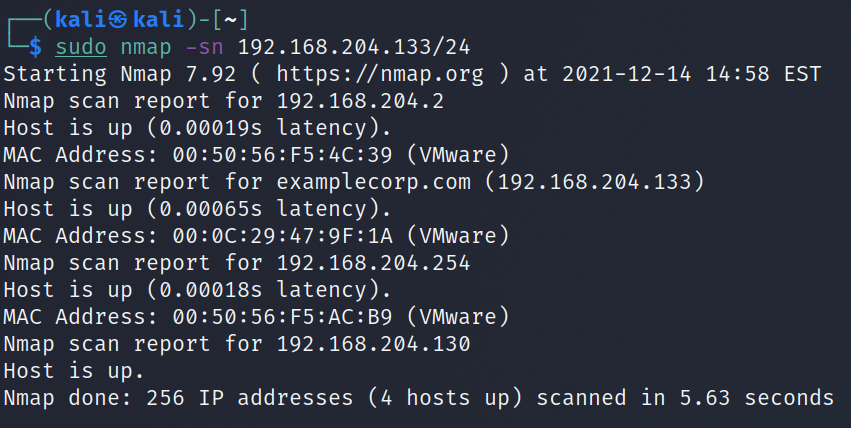 ┌──(kali㉿kali)-[~]
└─$ sudo nmap -sn 192.168.204.133/24
Starting Nmap 7.92 ( https://nmap.org ) at 2021-12-14 14:58 EST
Nmap scan report for 192.168.204.2
Host is up (0.00019s latency).
MAC Address: 00:50:56:F5:4C:39 (VMware)
Nmap scan report for examplecorp.com (192.168.204.133)
Host is up (0.00065s latency).
MAC Address: 00:0C:29:47:9F:1A (VMware)
Nmap scan report for 192.168.204.254
Host is up (0.00018s latency).
MAC Address: 00:50:56:F5:AC:B9 (VMware)
Nmap scan report for 192.168.204.130
Host is up.
Nmap done: 256 IP addresses (4 hosts up) scanned in 5.63 seconds